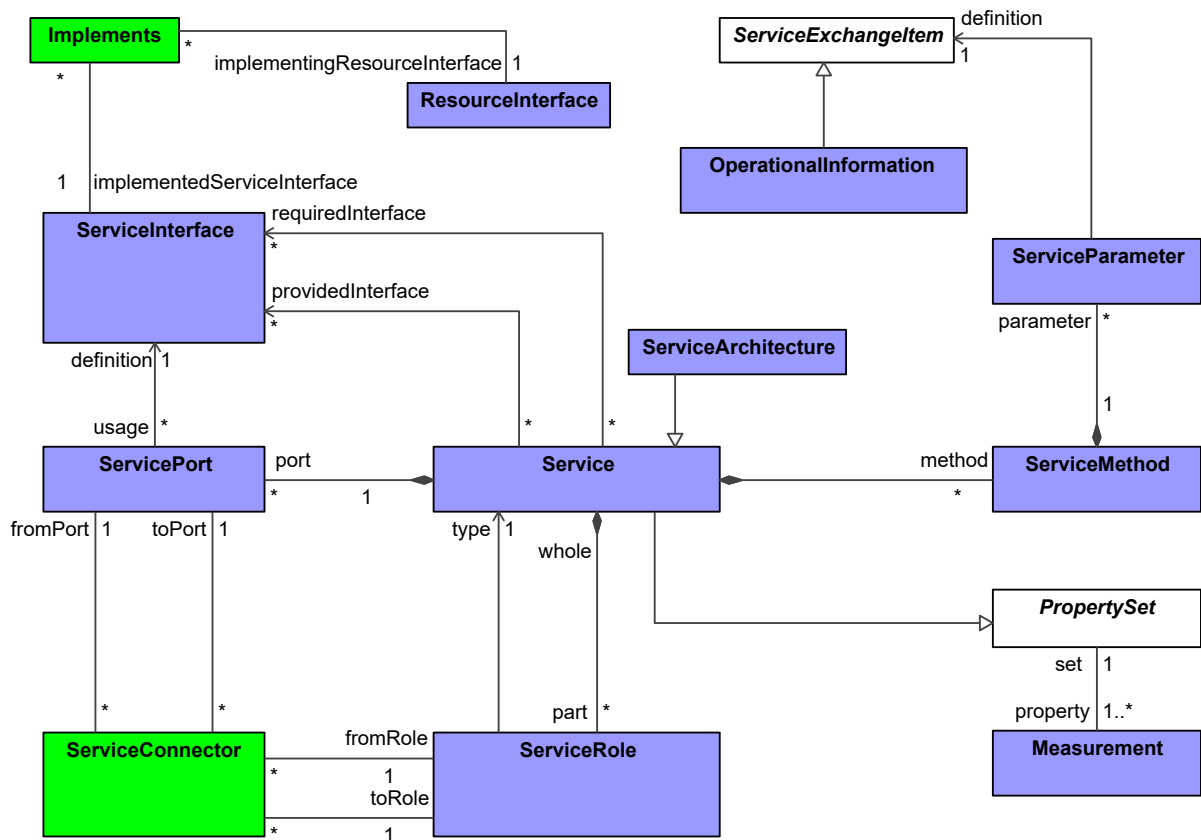 Implements
*
*
implementingResourceInterface
1
ResourceInterface
ServiceExchangeItem
definition
1
OperationalInformation
1
implementedServiceInterface
ServiceInterface
requiredInterface
*
providedInterface
*
ServiceParameter
parameter
*
definition
1
ServiceArchitecture
usage
*
*
*
1
ServicePort
port
*
1
Service
method
*
ServiceMethod
fromPort
1
toPort
1
type
1
whole
PropertySet
set
1
*
*
part
*
property
1..*
ServiceConnector
fromRole
*
1
toRole
*
1
ServiceRole
Measurement